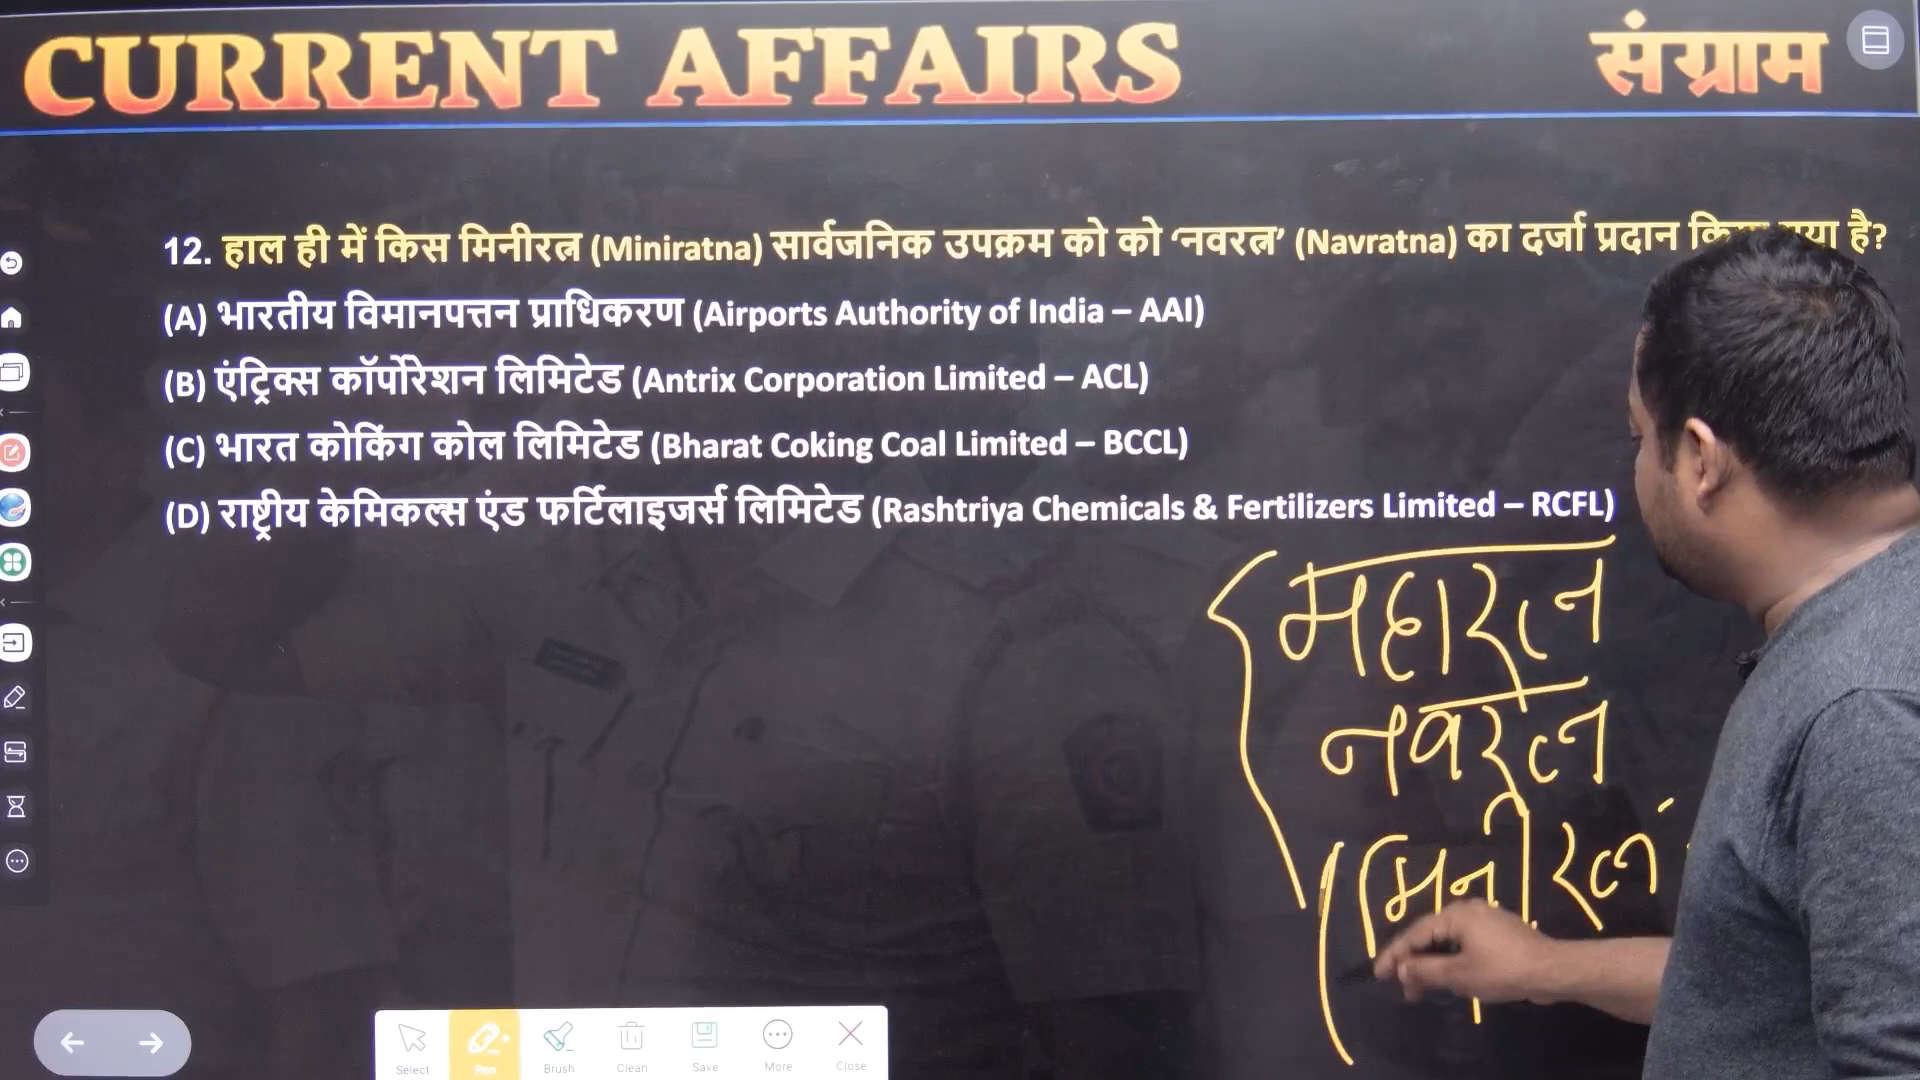 CURRENT AFFAIRS
संग्राम
12. हाल ही में किस मिनीरत्न (Miniratna) सार्वजनिक उपक्रम को को ‘नवरत्न’ (Navratna) का दर्जा प्रदान है?
(A) भारतीय विमानपत्तन प्राधिकरण (Airports Authority of India – AAI)
(B) एंट्रिक्स कॉर्पोरेशन लिमिटेड (Antrix Corporation Limited – ACL)
(C) भारत कोकिंग कोल लिमिटेड (Bharat Coking Coal Limited – BCCL)
(D) राष्ट्रीय केमिकल्स एंड फर्टिलाइजर्स लिमिटेड (Rashtriya Chemicals & Fertilizers Limited – RCFL)
महारत्न
नवरत्न
मिनीरत्न
Select Pen Brush Clean Save More Close